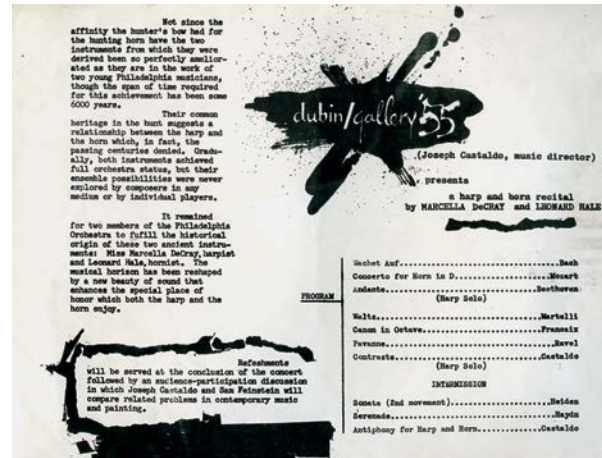 Not since the
affinity the hunter's bow had for
the hunting horn have the two
instruments from which they were
derived been so perfectly amelior-
ated as they are in the work of
two young Philadelphia musicians,
though the span of time required
for this achievement has been some
6000 years.
Their common
heritage in the hunt suggests a
relationship between the harp and
the horn which, in fact, the
passing centuries denied. Gradu-
ally, both instruments achieved
full orchestra status, but their
ensemble possibilities were never
explored by composers in any
medium or by individual players.
It remained
for two members of the Philadelphia
Orchestra to fufill the historical
origin of these two ancient instru-
ments: Miss Marcella DeCray, harpist
and Leonard Hale, hornist. The
musical horizon has been reshaped
by a new beauty of sound that
enhances the special place of
honor which both the harp and the
horn enjoy.
Refeshments
will be served at the conclusion of the concert
followed by an audience-participation discussion
in which Joseph Castaldo and Sam Feinstein will
compare related problems in contemporary music
and painting.
dubin/gallery '55
(Joseph Castaldo, music director)
presents
a harp and horn recital
by MARCELLA DeCRAY and LEONARD HALE
PROGRAM
Wachet Auf...............Bach
Concerto for Horn in D...............Mozart
Andante...............Beethoven
(Harp Solo)
Waltz...............Martelli
Canon in Octave...............Francaix
Pavanne...............Ravel
Contrasts...............Castaldo
(Harp Solo)
INTERMISSION
Sonata (2nd movement)...............Heiden
Serenade...............Haydn
Antiphony for Harp and Horn...............Castaldo